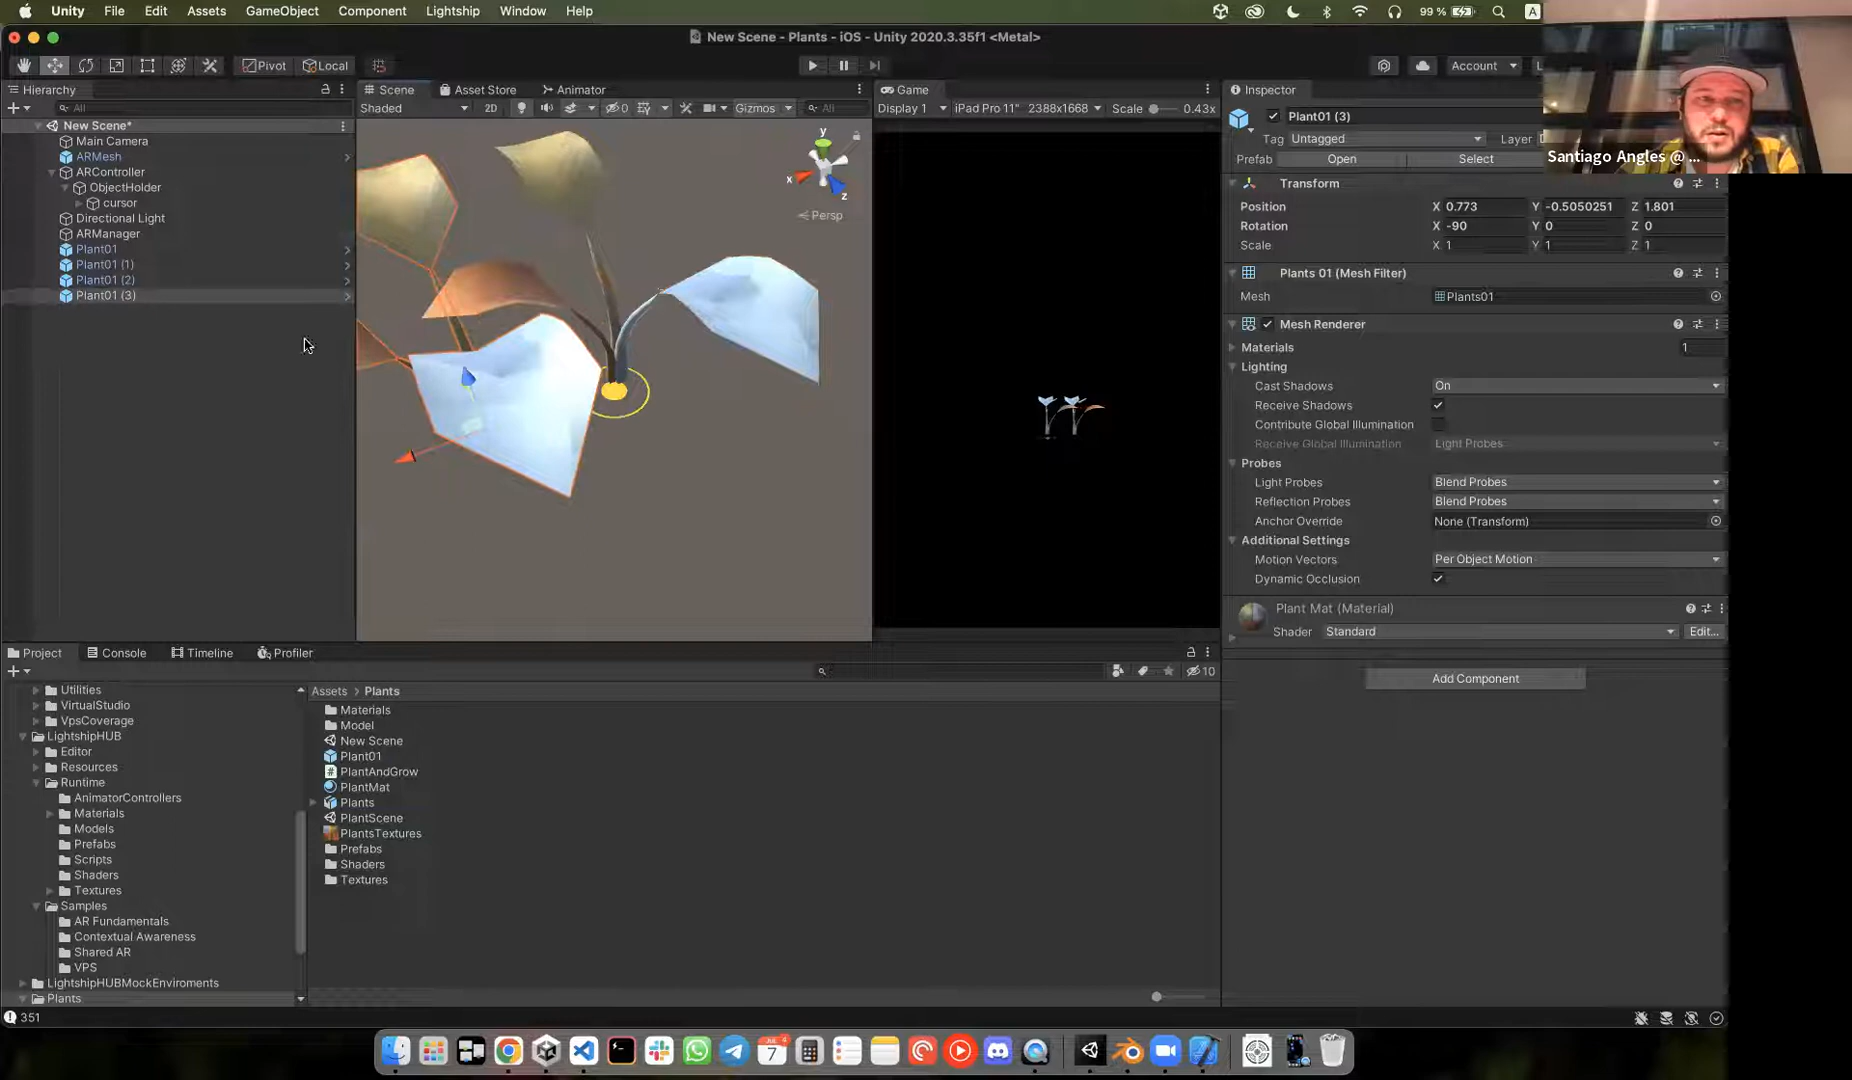 Unity File Edit Assets GameObject Component Lightship Window Help 99 % A
New Scene - Plants - iOS - Unity 2020.3.35f1 <Metal>
Pivot Local Account
Hierarchy Scene Asset Store Animator Game Inspector
All Shaded 2D 0 Gizmos All Display 1 iPad Pro 11" 2388x1668 Scale 0.43x
Plant01 (3)
Tag Untagged Layer
Prefab Open Select
Santiago Angles @ ...
New Scene*
Main Camera
ARMesh
ARController
ObjectHolder
cursor
Directional Light
ARManager
Plant01
Plant01 (1)
Plant01 (2)
Plant01 (3)
y
x
z
Persp
Transform
Position X 0.773 Y -0.5050251 Z 1.801
Rotation X -90 Y 0 Z 0
Scale X 1 Y 1 Z 1
Plants 01 (Mesh Filter)
Mesh Plants01
Mesh Renderer
Materials 1
Lighting
Cast Shadows On
Receive Shadows
Contribute Global Illumination
Receive Global Illumination Light Probes
Probes
Light Probes Blend Probes
Reflection Probes Blend Probes
Anchor Override None (Transform)
Additional Settings
Motion Vectors Per Object Motion
Dynamic Occlusion
Plant Mat (Material)
Shader Standard Edit...
Add Component
Project Console Timeline Profiler
10
Utilities
VirtualStudio
VpsCoverage
LightshipHUB
Editor
Resources
Runtime
AnimatorControllers
Materials
Models
Prefabs
Scripts
Shaders
Textures
Samples
AR Fundamentals
Contextual Awareness
Shared AR
VPS
LightshipHUBMockEnviroments
Plants
Assets > Plants
Materials
Model
New Scene
Plant01
PlantAndGrow
PlantMat
Plants
PlantScene
PlantsTextures
Prefabs
Shaders
Textures
351
7